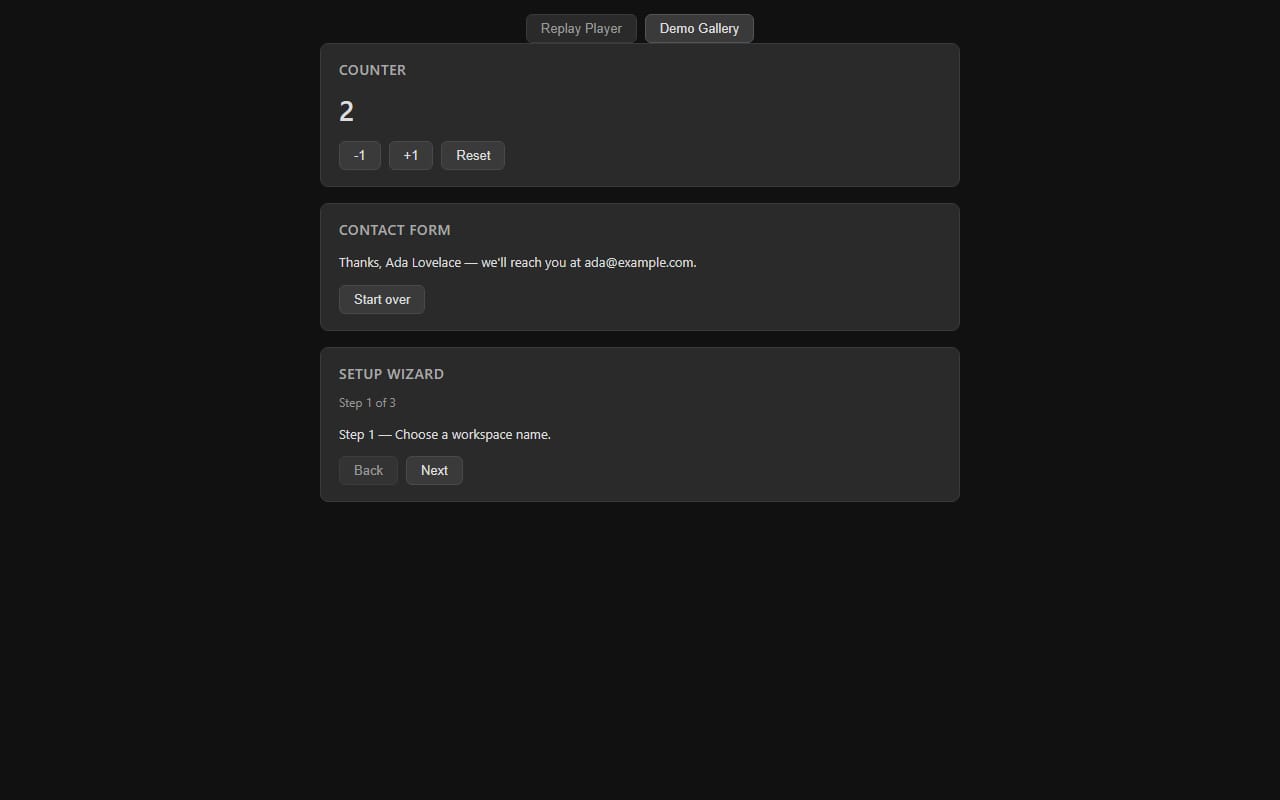 Replay Player
Demo Gallery
COUNTER
2
-1
+1
Reset
CONTACT FORM
Thanks, Ada Lovelace — we'll reach you at ada@example.com.
Start over
SETUP WIZARD
Step 1 of 3
Step 1 — Choose a workspace name.
Back
Next